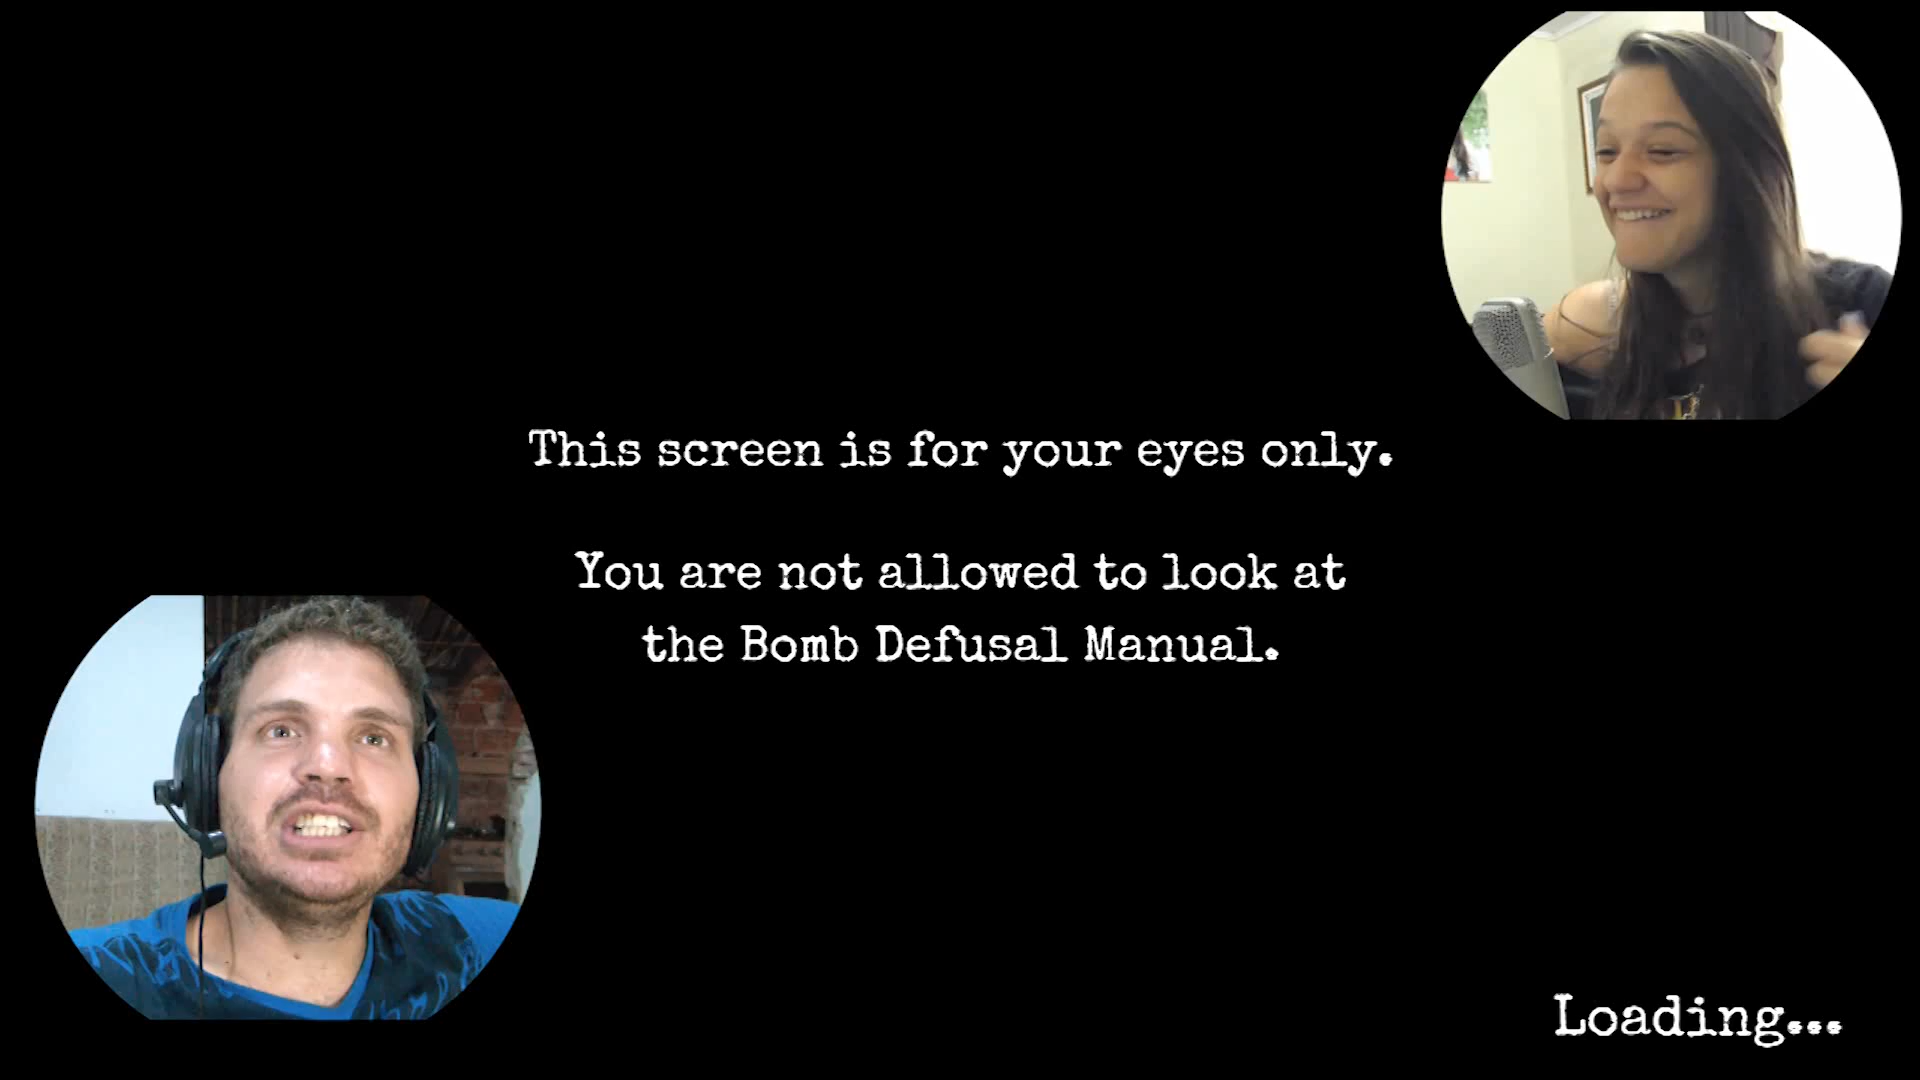 This screen is for your eyes only.
You are not allowed to look at
the Bomb Defusal Manual.
Loading...